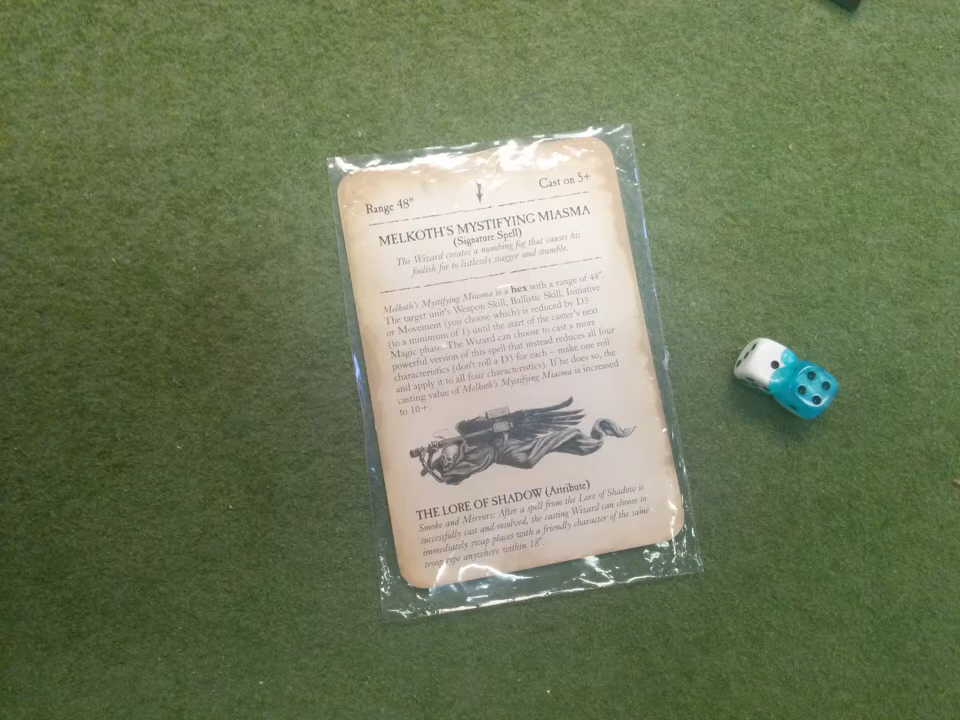 Range 48"
Cast on 5+
MELKOTH'S MYSTIFYING MIASMA
(Signature Spell)
The Wizard creates a numbing fog that causes his
foolish foe to listlessly stagger and stumble.
Melkoth's Mystifying Miasma is a hex with a range of 48".
The target unit's Weapon Skill, Ballistic Skill, Initiative
or Movement (you choose which) is reduced by D3
(to a minimum of 1) until the start of the caster's next
Magic phase. The Wizard can choose to cast a more
powerful version of this spell that instead reduces all four
characteristics (don't roll a D3 for each – make one roll
and apply it to all four characteristics). If he does so, the
casting value of Melkoth's Mystifying Miasma is increased
to 10+.
THE LORE OF SHADOW (Attribute)
Smoke and Mirrors: After a spell from the Lore of Shadow is
successfully cast and resolved, the casting Wizard can choose to
immediately swap places with a friendly character of the same
troop type anywhere within 18".